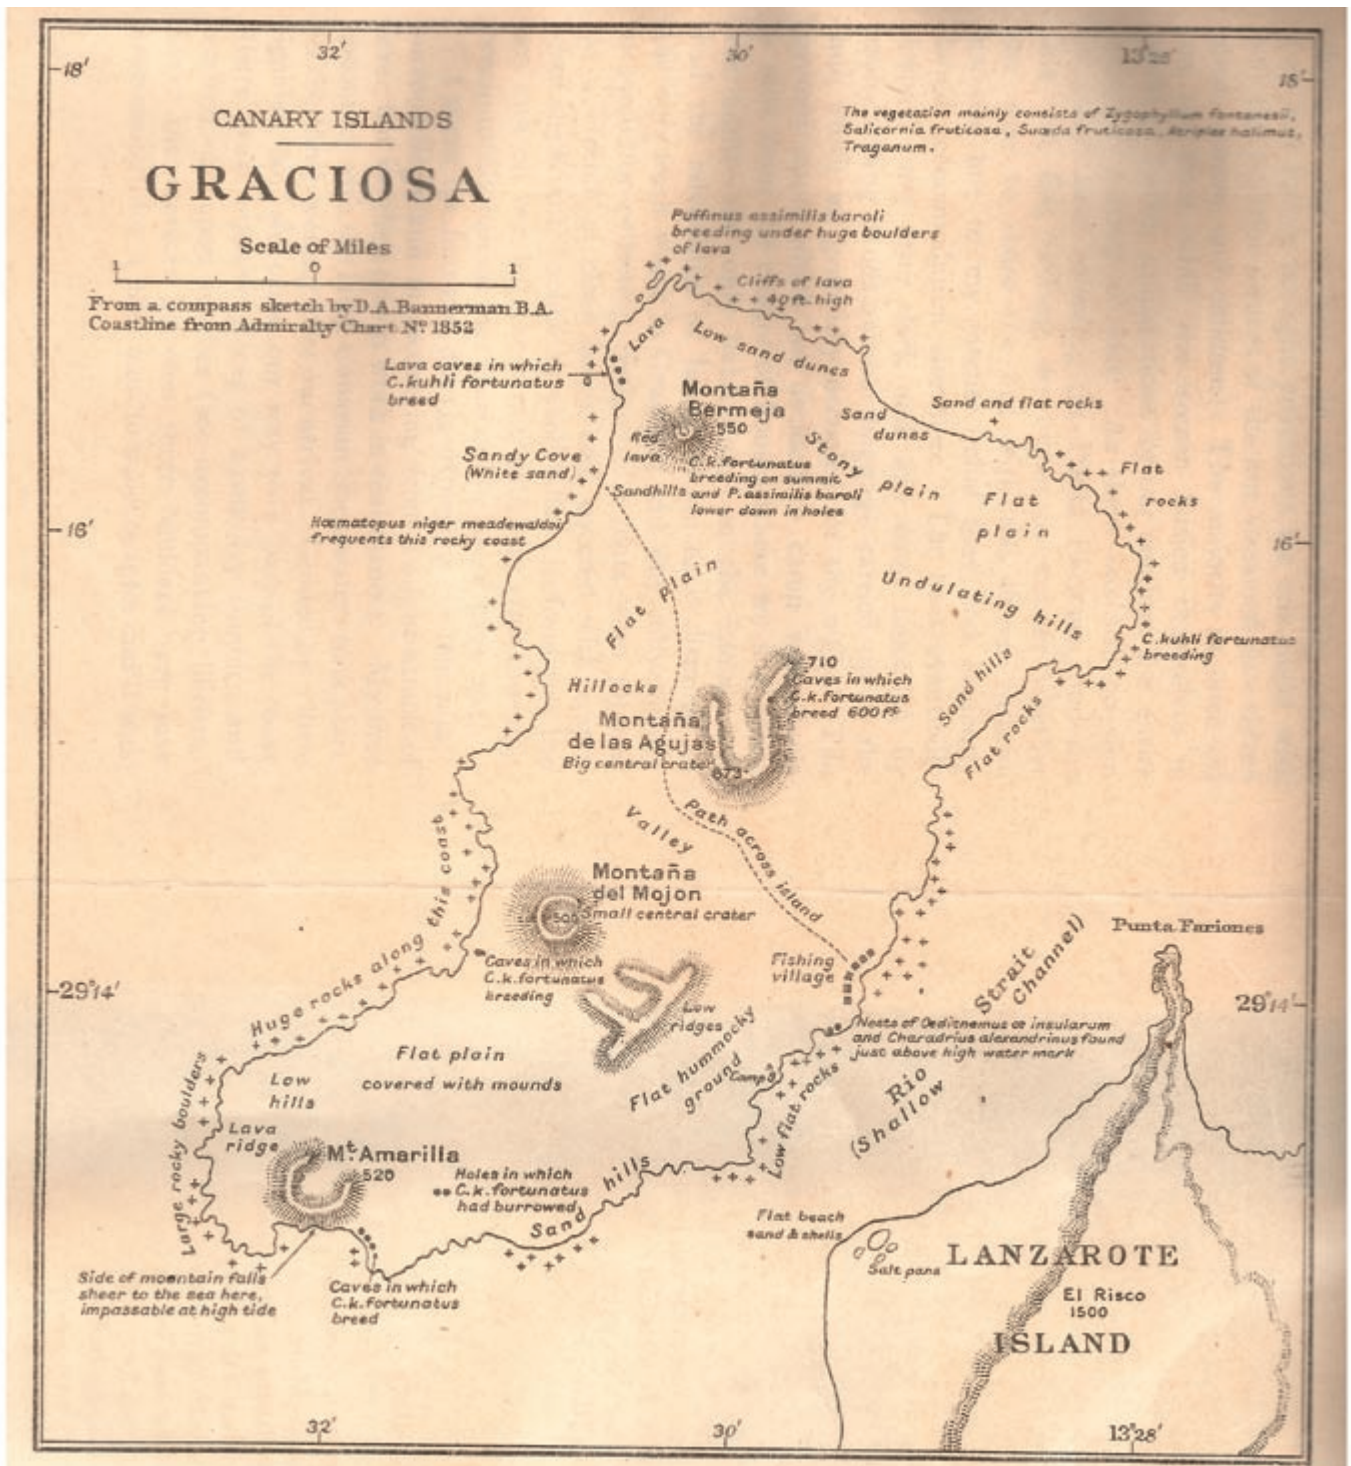 32'
30'
13°28'
18'
18'
CANARY ISLANDS
GRACIOSA
Scale of Miles
1 0 1
From a compass sketch by D.A.Bannerman B.A.
Coastline from Admiralty Chart No. 1852
The vegetation mainly consists of Zygophyllum fontanesii,
Salicornia fruticosa, Suæda fruticosa, Atriplex halimus,
Traganum.
Puffinus assimilis baroli
breeding under huge boulders
of lava
Cliffs of lava
40 ft. high
Lava
Low sand dunes
Lava caves in which
C.kuhli fortunatus
breed
Montaña
Bermeja
550
Sand
dunes
Sand and flat rocks
Red
lava
Sandy Cove
(White sand)
C.k.fortunatus
breeding on summit
and P. assimilis baroli
lower down in holes
Sandhills
Stony plain
Flat
plain
Flat
rocks
Hæmatopus niger meadewaldoi
frequents this rocky coast
16'
16'
Flat plain
Undulating hills
C.kuhli fortunatus
breeding
Hillocks
710
Caves in which
C.k.fortunatus
breed 600 ft
Sand hills
Flat rocks
Montaña
de las Agujas
Big central crater
673
Valley
Path across island
Montaña
del Mojon
Small central crater
505
Huge rocks along this coast
Caves in which
C.k.fortunatus
breeding
Fishing
village
Punta Fariones
Low
ridges
29°14'
29°14'
Nests of Oedicnemus œ insularum
and Charadrius alexandrinus found
just above high water mark
Rio Strait
(Shallow Channel)
Flat hummocky
ground
Camp
Low flat rocks
Flat plain
covered with mounds
Low
hills
Lava
ridge
Large rocky boulders
Mt. Amarilla
520
Holes in which
C.k.fortunatus
had burrowed
Sand hills
Side of mountain falls
sheer to the sea here,
impassable at high tide
Caves in which
C.k.fortunatus
breed
Flat beach
sand & shells
Salt pans
LANZAROTE
El Risco
1500
ISLAND
32'
30'
13°28'